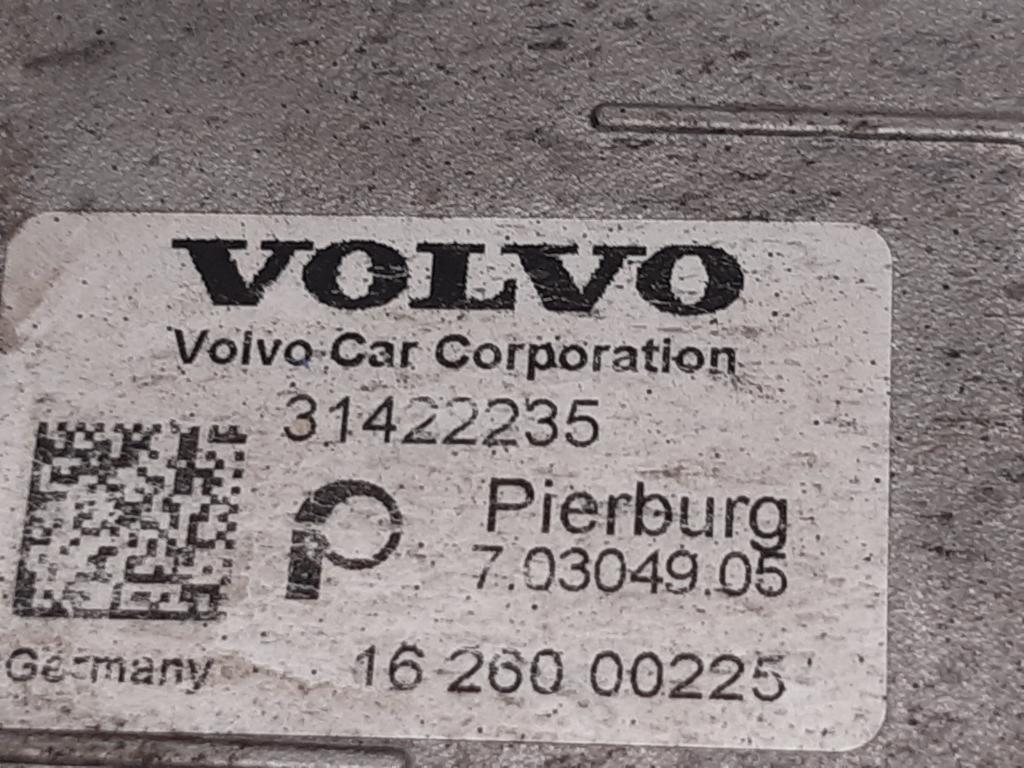 VOLVO
Volvo Car Corporation
31422235
Pierburg
7.03049.05
Germany 16 260 00225